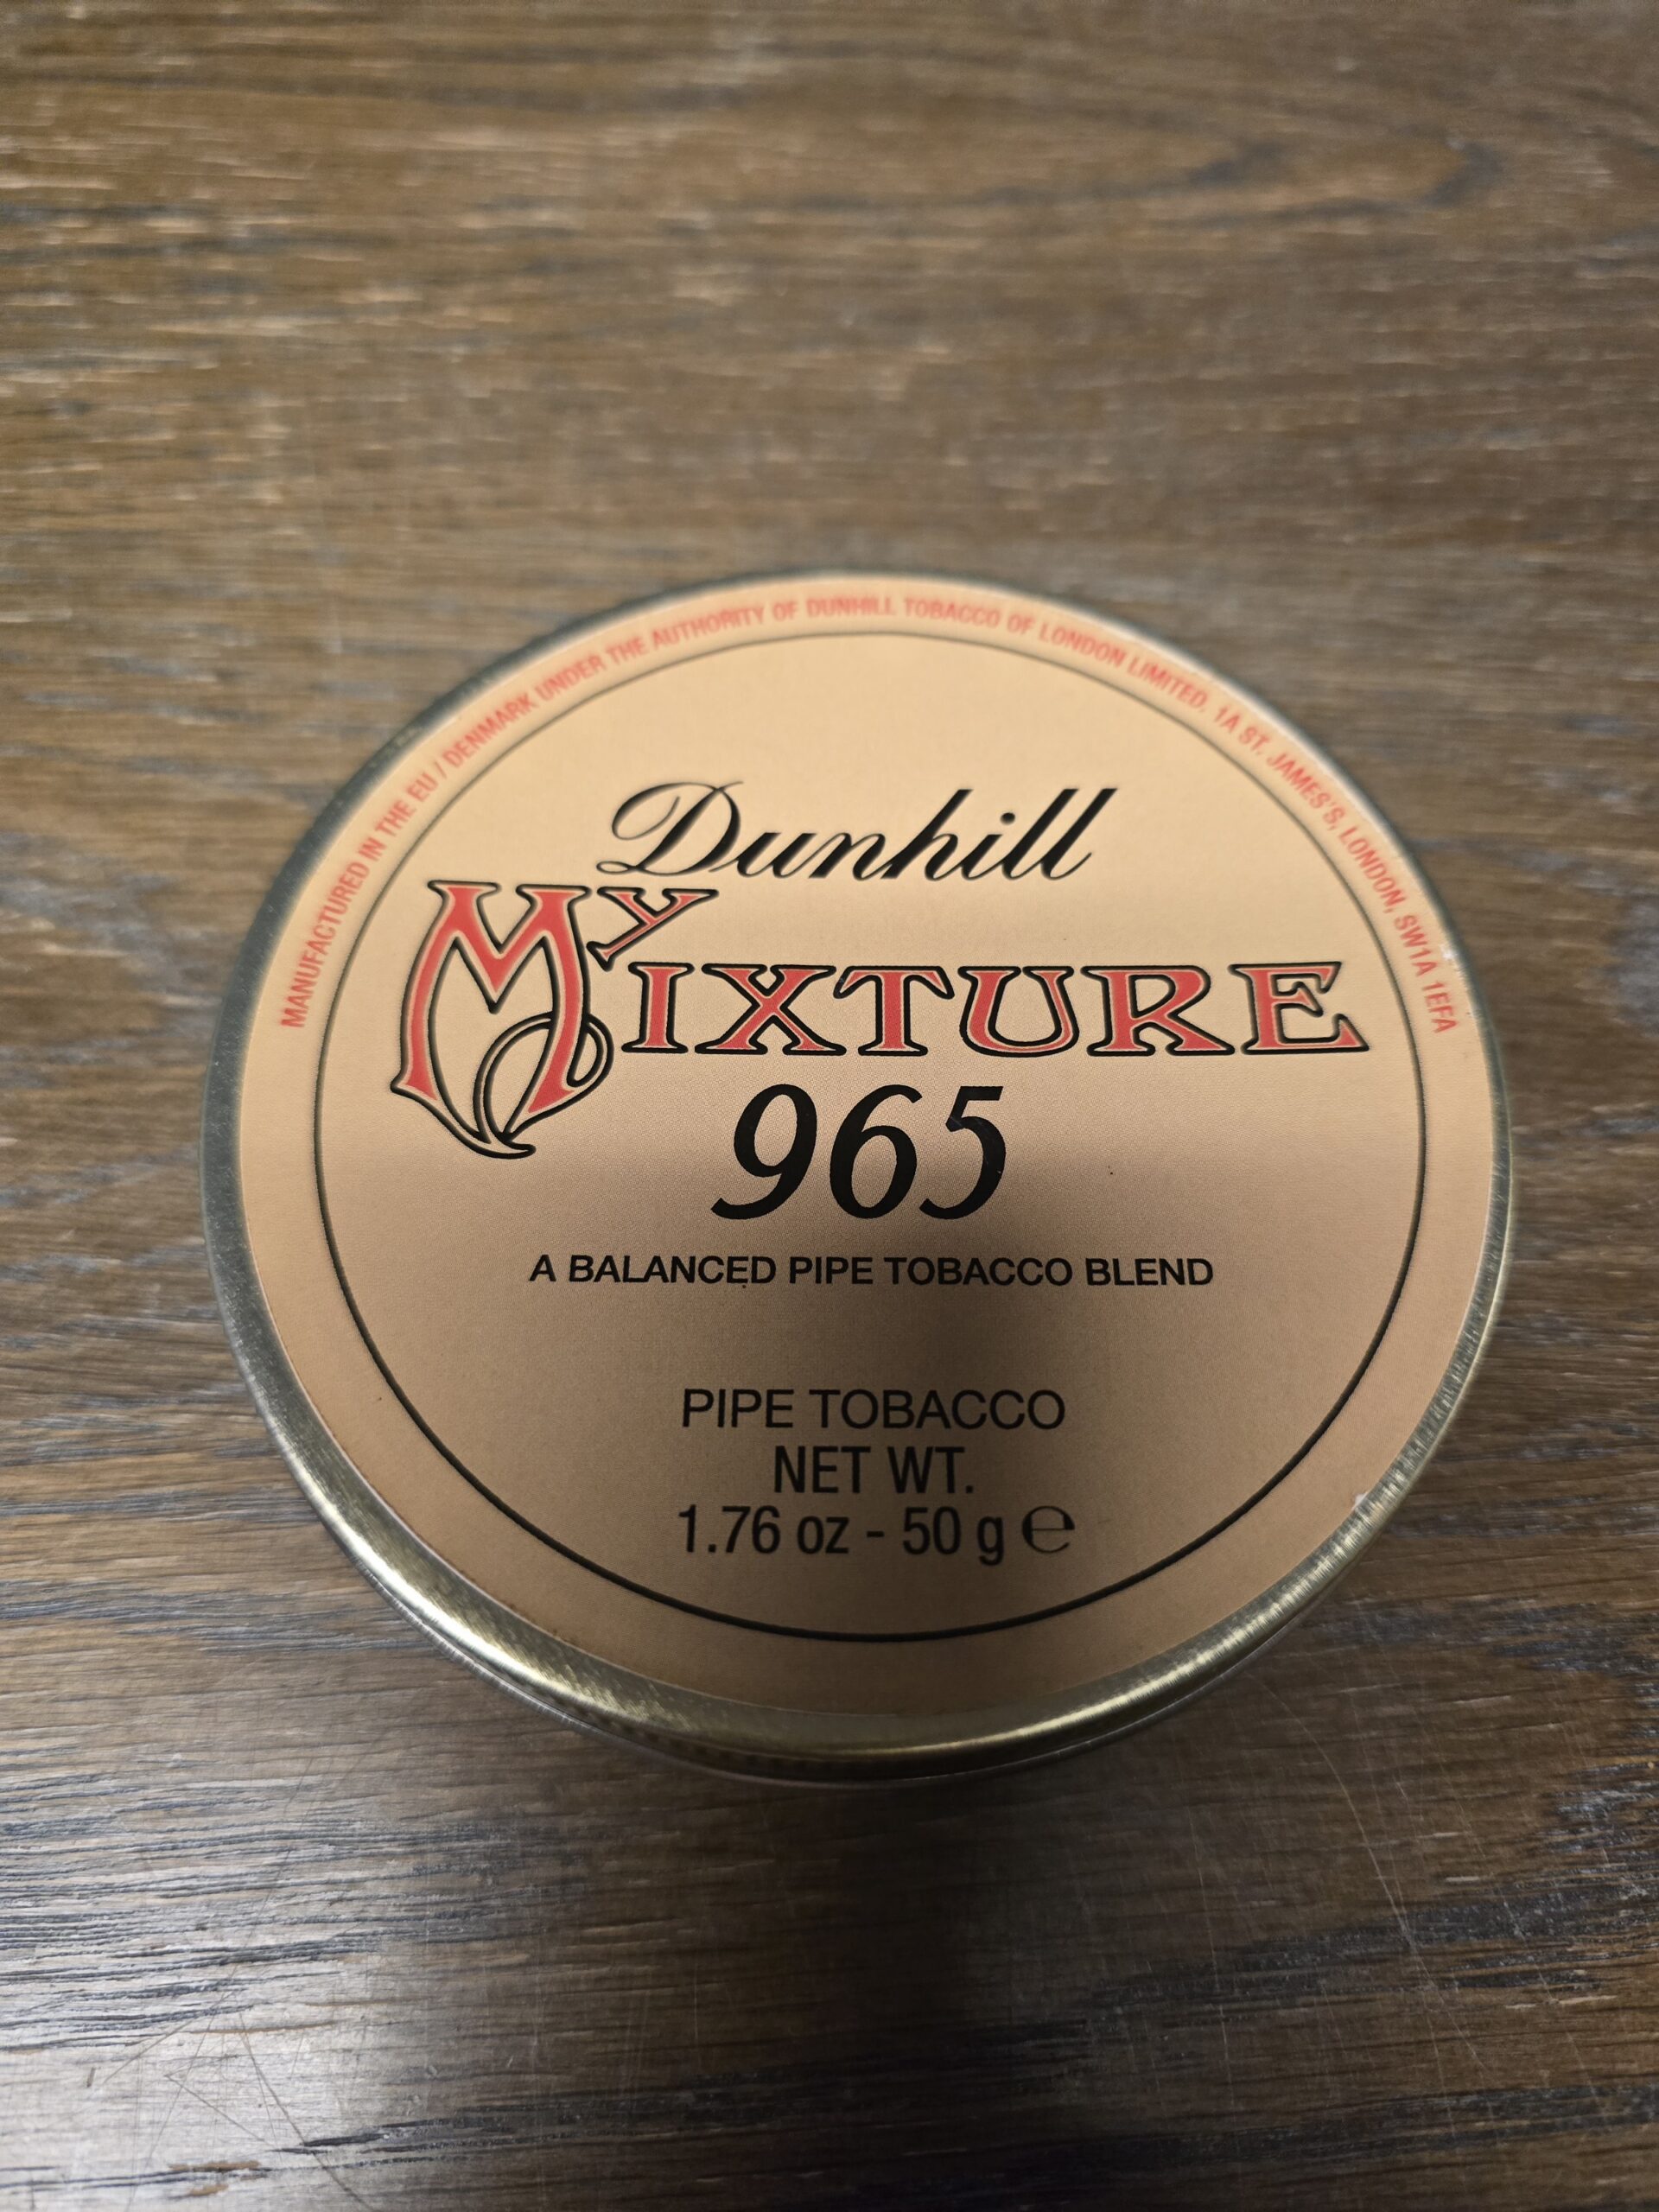 MANUFACTURED IN THE EU / DENMARK UNDER THE AUTHORITY OF DUNHILL TOBACCO OF LONDON LIMITED, 1A ST. JAMES'S, LONDON, SW1A 1EFA
Dunhill
My MIXTURE
965
A BALANCED PIPE TOBACCO BLEND
PIPE TOBACCO
NET WT.
1.76 oz - 50 g ℮